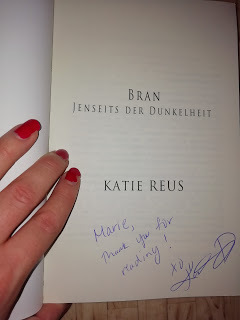 BRAN
JENSEITS DER DUNKELHEIT
KATIE REUS
Marie,
Thank you for
reading!
xo,